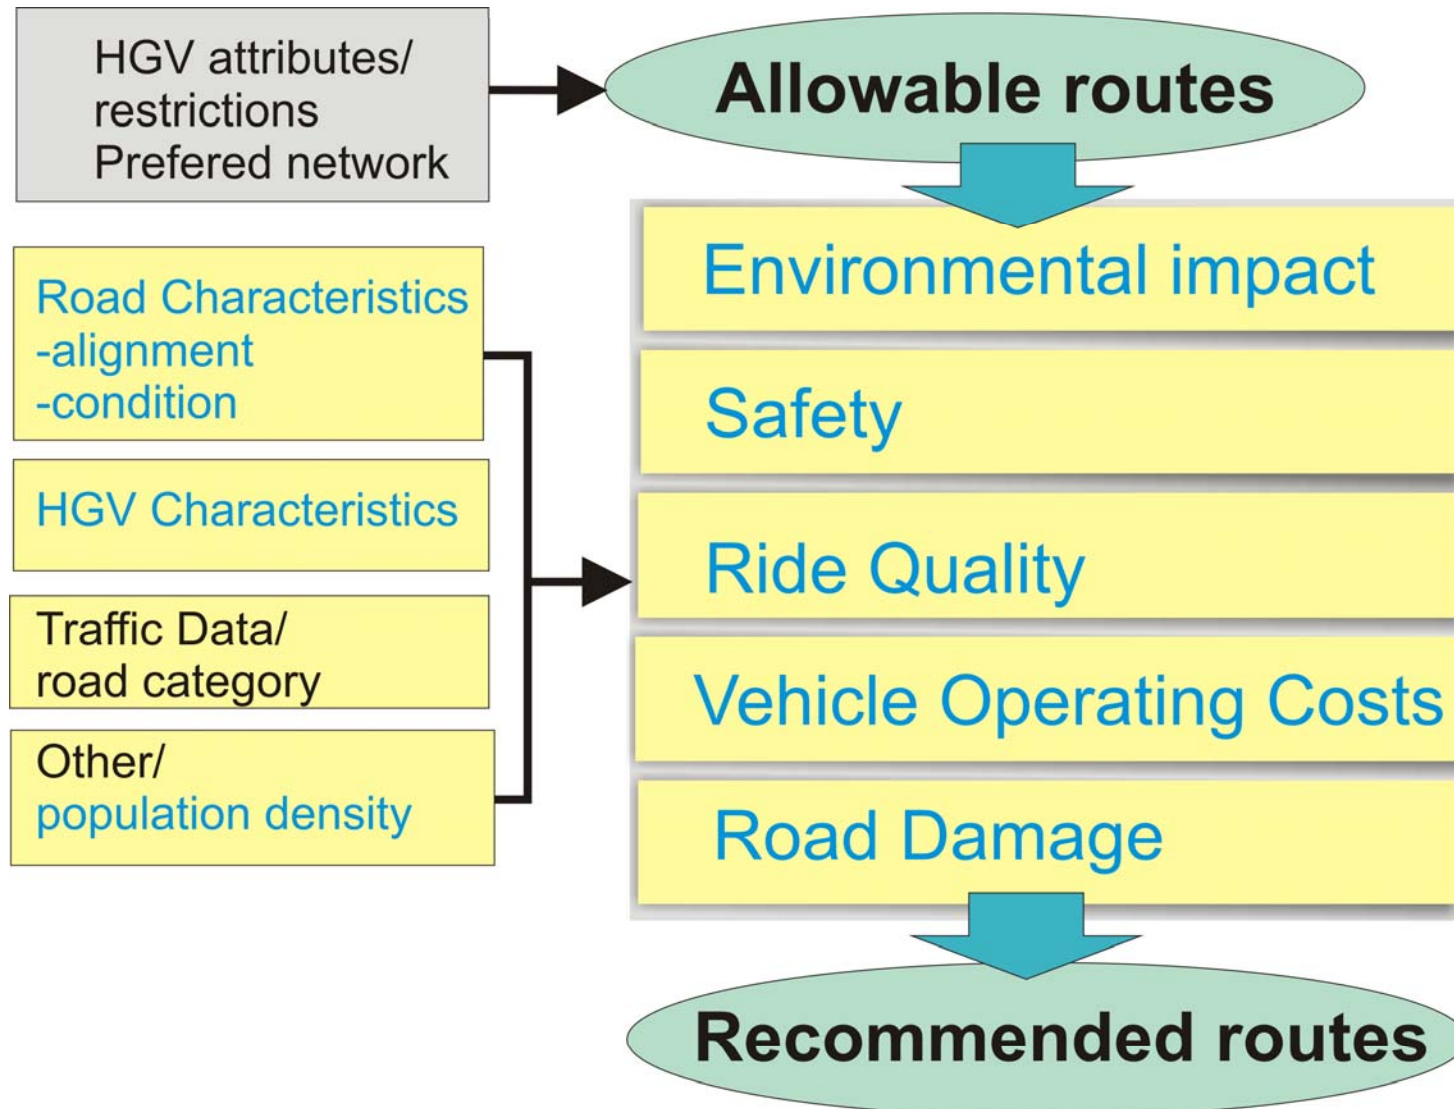 HGV attributes/
restrictions
Prefered network
Allowable routes
Road Characteristics
-alignment
-condition
HGV Characteristics
Traffic Data/
road category
Other/
population density
Environmental impact
Safety
Ride Quality
Vehicle Operating Costs
Road Damage
Recommended routes